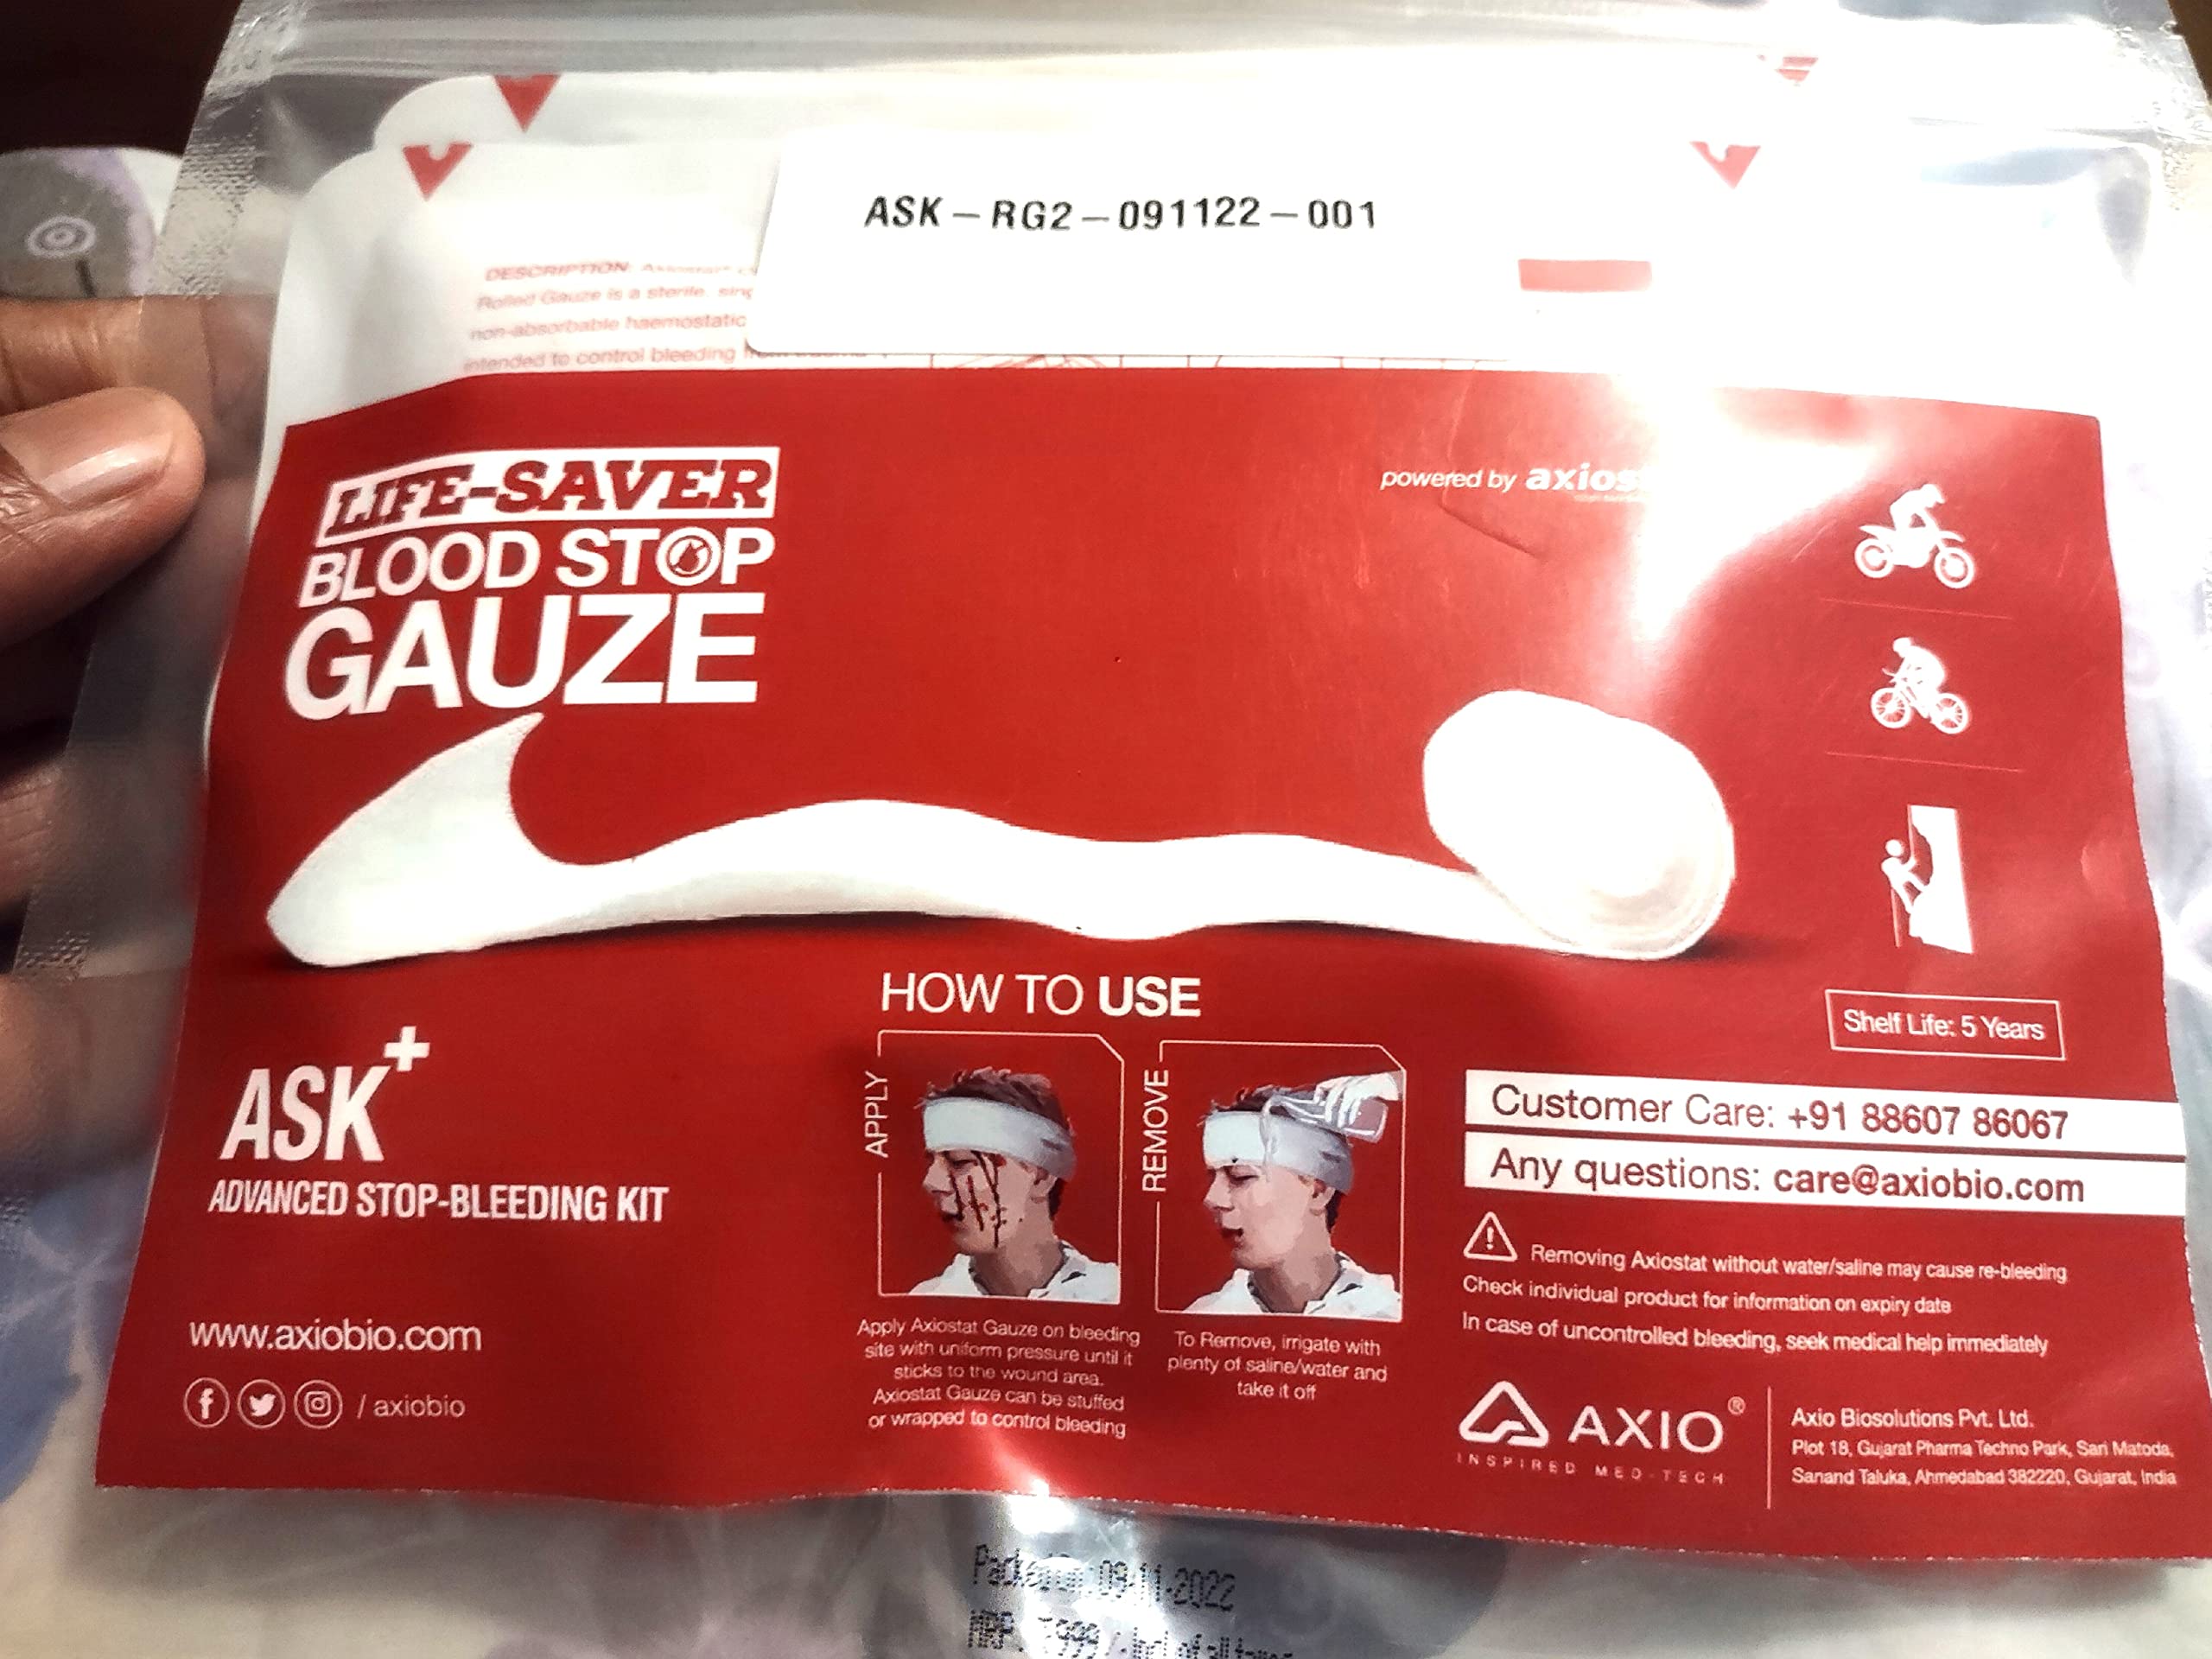 ASK – RG2 – 091122 – 001
DESCRIPTION:
Rolled Gauze is a sterile,
non-absorbable haemostatic
intended to control bleeding
LIFE-SAVER
BLOOD STOP
GAUZE
powered by axios
HOW TO USE
APPLY
REMOVE
Apply Axiostat Gauze on bleeding
site with uniform pressure until it
sticks to the wound area.
Axiostat Gauze can be stuffed
or wrapped to control bleeding
To Remove, irrigate with
plenty of saline/water and
take it off
ASK+
ADVANCED STOP-BLEEDING KIT
www.axiobio.com
/ axiobio
Shelf Life: 5 Years
Customer Care: +91 88607 86067
Any questions: care@axiobio.com
Removing Axiostat without water/saline may cause re-bleeding
Check individual product for information on expiry date
In case of uncontrolled bleeding, seek medical help immediately
AXIO®
INSPIRED MED-TECH
Axio Biosolutions Pvt. Ltd.
Plot 18, Gujarat Pharma Techno Park, Sari Matoda,
Sanand Taluka, Ahmedabad 382220, Gujarat, India
09-11-2022
MRP: